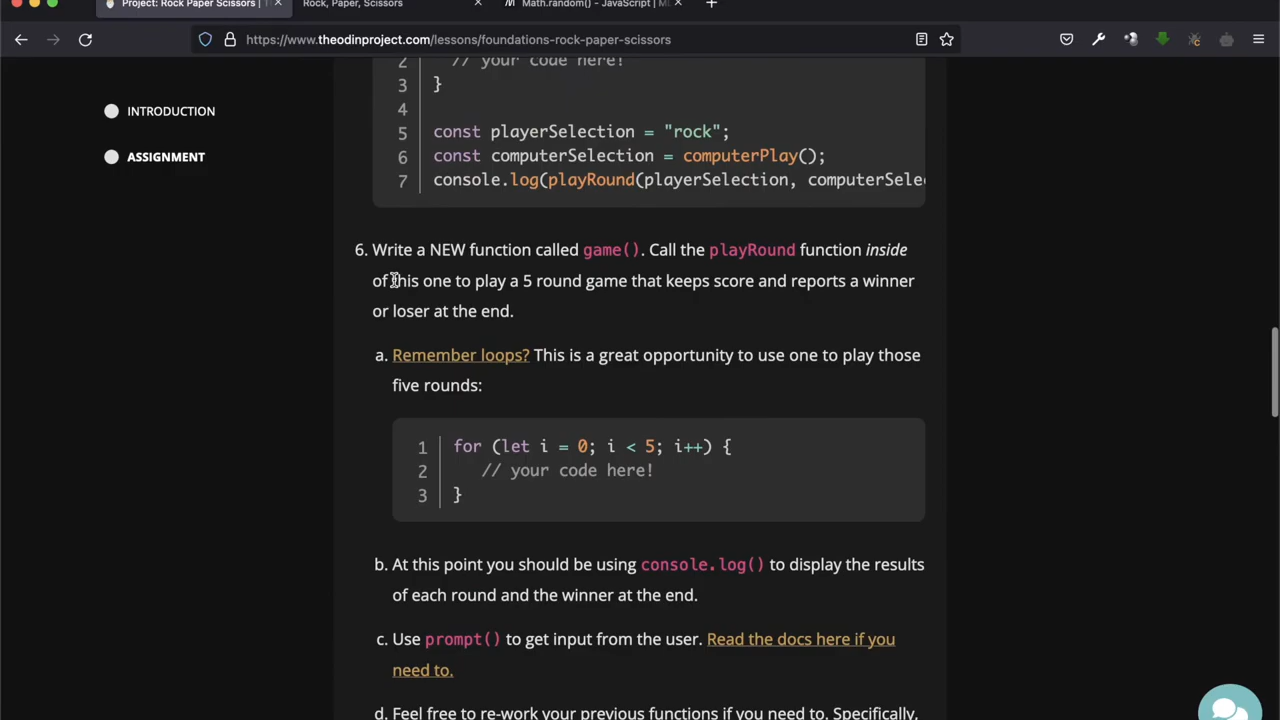 Project: Rock Paper Scissors |
Rock, Paper, Scissors
Math.random() - JavaScript |
https://www.theodinproject.com/lessons/foundations-rock-paper-scissors
INTRODUCTION
ASSIGNMENT
2 // your code here!
3 }
4
5 const playerSelection = "rock";
6 const computerSelection = computerPlay();
7 console.log(playRound(playerSelection, computerSele
6. Write a NEW function called game(). Call the playRound function inside
of this one to play a 5 round game that keeps score and reports a winner
or loser at the end.
a. Remember loops? This is a great opportunity to use one to play those
five rounds:
1 for (let i = 0; i < 5; i++) {
2 // your code here!
3 }
b. At this point you should be using console.log() to display the results
of each round and the winner at the end.
c. Use prompt() to get input from the user. Read the docs here if you
need to.
d. Feel free to re-work your previous functions if you need to. Specifically,